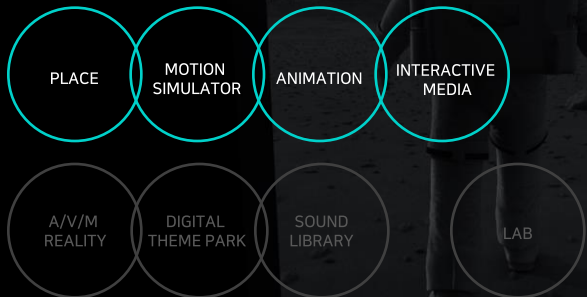 PLACE
MOTION
SIMULATOR
ANIMATION
INTERACTIVE
MEDIA
A/V/M
REALITY
DIGITAL
THEME PARK
SOUND
LIBRARY
LAB